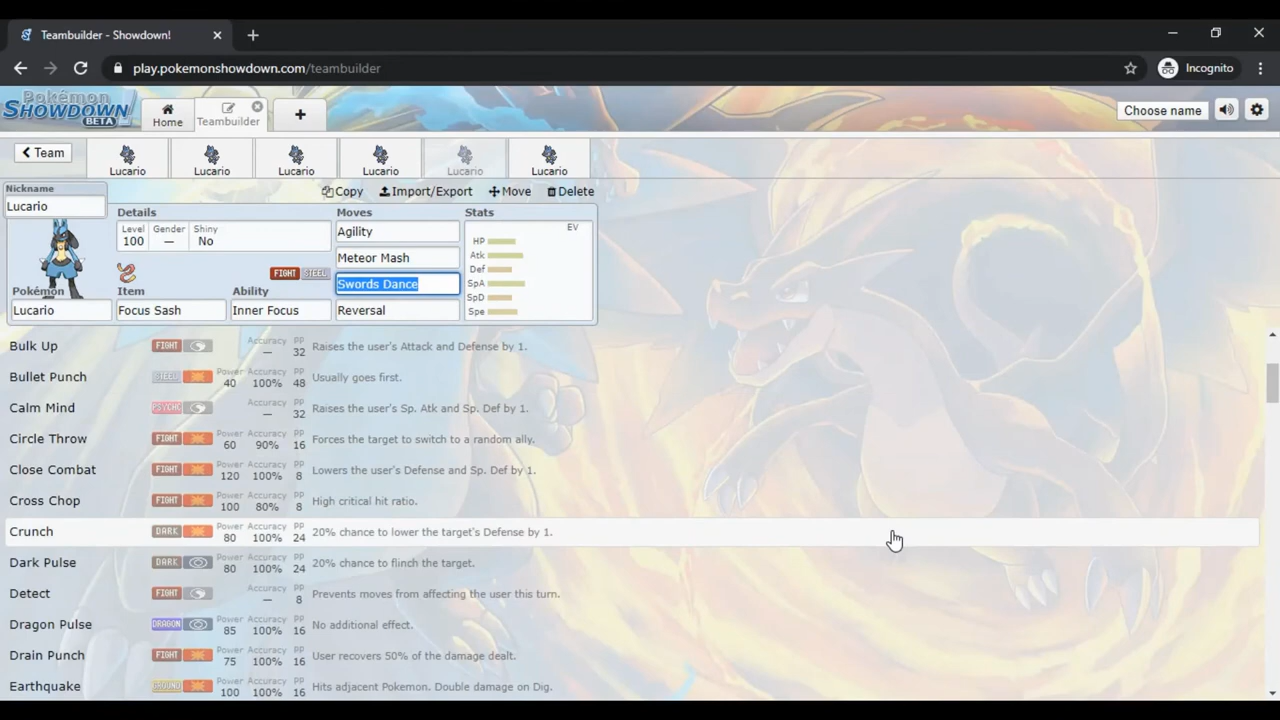 Teambuilder - Showdown!
play.pokemonshowdown.com/teambuilder
Incognito
Pokémon
SHOWDOWN
BETA
Home
Teambuilder
Choose name
Team
Lucario
Lucario
Lucario
Lucario
Lucario
Lucario
Copy
Import/Export
Move
Delete
Nickname
Lucario
Details
Level Gender Shiny
100 — No
FIGHT STEEL
Pokémon
Lucario
Item
Focus Sash
Ability
Inner Focus
Moves
Agility
Meteor Mash
Swords Dance
Reversal
Stats
EV
HP
Atk
Def
SpA
SpD
Spe
Bulk Up FIGHT Accuracy — PP 32 Raises the user's Attack and Defense by 1.
Bullet Punch STEEL Power 40 Accuracy 100% PP 48 Usually goes first.
Calm Mind PSYCHC Accuracy — PP 32 Raises the user's Sp. Atk and Sp. Def by 1.
Circle Throw FIGHT Power 60 Accuracy 90% PP 16 Forces the target to switch to a random ally.
Close Combat FIGHT Power 120 Accuracy 100% PP 8 Lowers the user's Defense and Sp. Def by 1.
Cross Chop FIGHT Power 100 Accuracy 80% PP 8 High critical hit ratio.
Crunch DARK Power 80 Accuracy 100% PP 24 20% chance to lower the target's Defense by 1.
Dark Pulse DARK Power 80 Accuracy 100% PP 24 20% chance to flinch the target.
Detect FIGHT Accuracy — PP 8 Prevents moves from affecting the user this turn.
Dragon Pulse DRAGON Power 85 Accuracy 100% PP 16 No additional effect.
Drain Punch FIGHT Power 75 Accuracy 100% PP 16 User recovers 50% of the damage dealt.
Earthquake GROUND Power 100 Accuracy 100% PP 16 Hits adjacent Pokemon. Double damage on Dig.